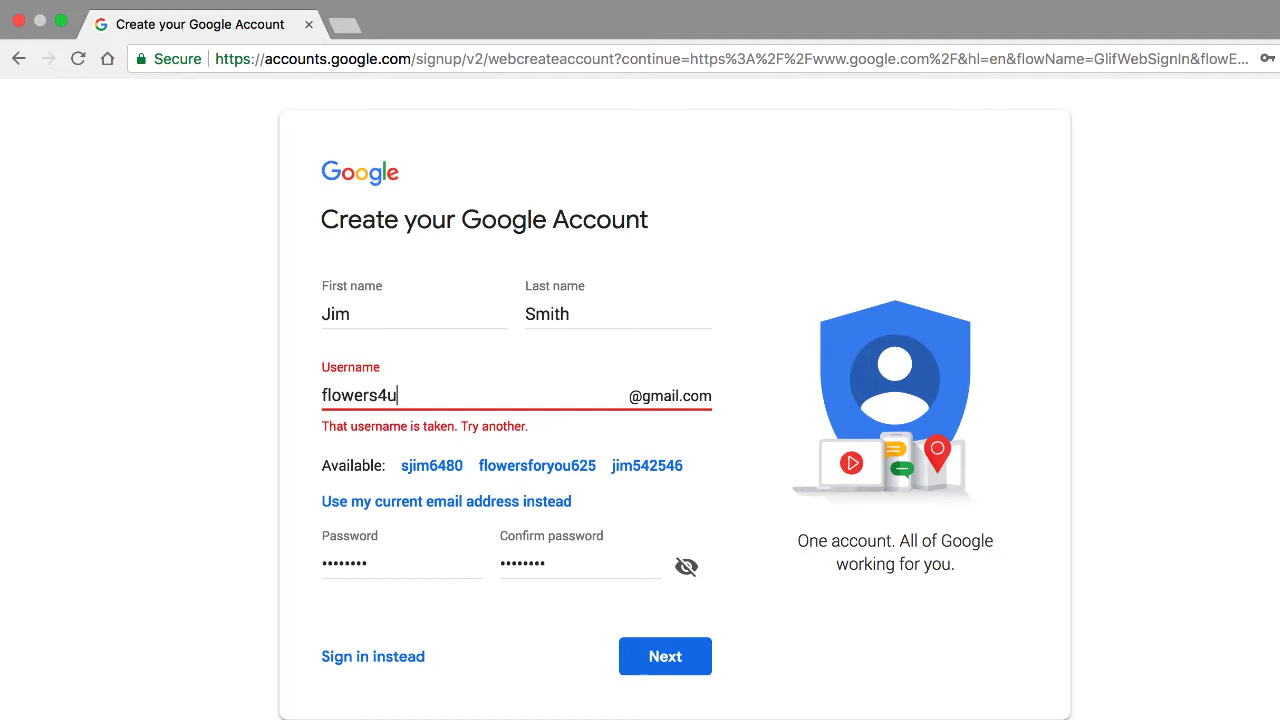 Create your Google Account
Secure https://accounts.google.com/signup/v2/webcreateaccount?continue=https%3A%2F%2Fwww.google.com%2F&hl=en&flowName=GlifWebSignIn&flowE...
Google
Create your Google Account
First name Last name
Jim Smith
Username
flowers4u @gmail.com
That username is taken. Try another.
Available: sjim6480 flowersforyou625 jim542546
Use my current email address instead
Password Confirm password
•••••••• ••••••••
One account. All of Google
working for you.
Sign in instead Next